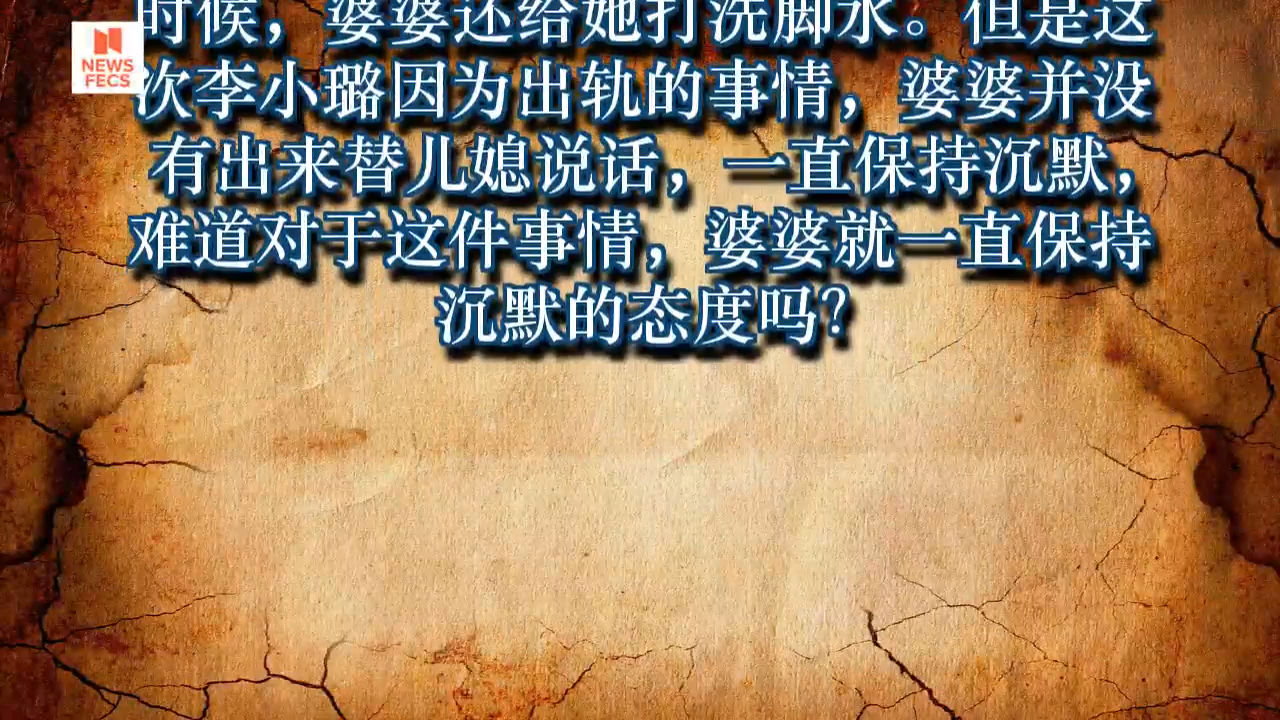 时候，婆婆还给她打洗脚水。但是这
NEWS
FECS
次李小璐因为出轨的事情，婆婆并没
有出来替儿媳说话，一直保持沉默，
难道对于这件事情，婆婆就一直保持
沉默的态度吗？